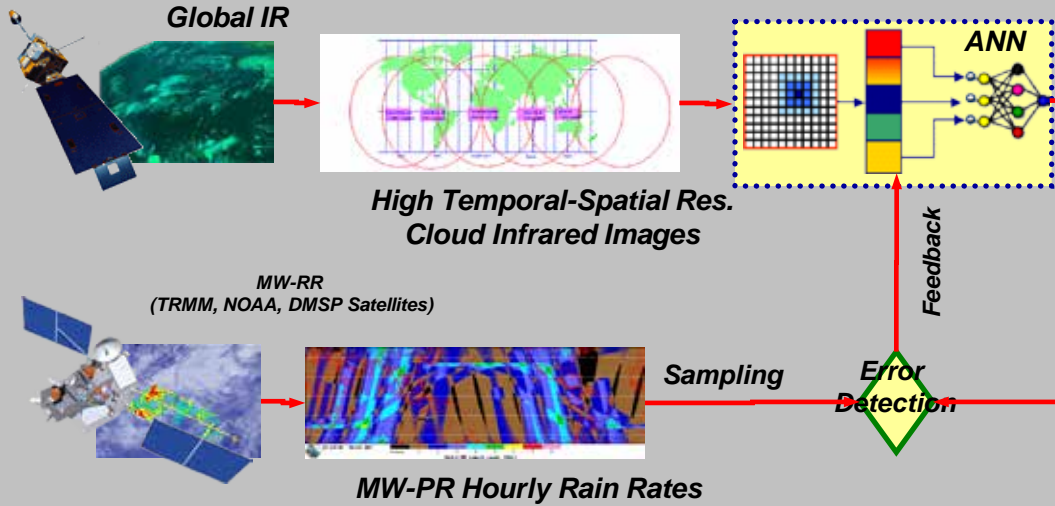 Global IR
ANN
High Temporal-Spatial Res.
Cloud Infrared Images
Feedback
MW-RR
(TRMM, NOAA, DMSP Satellites)
Sampling
Error
Detection
MW-PR Hourly Rain Rates